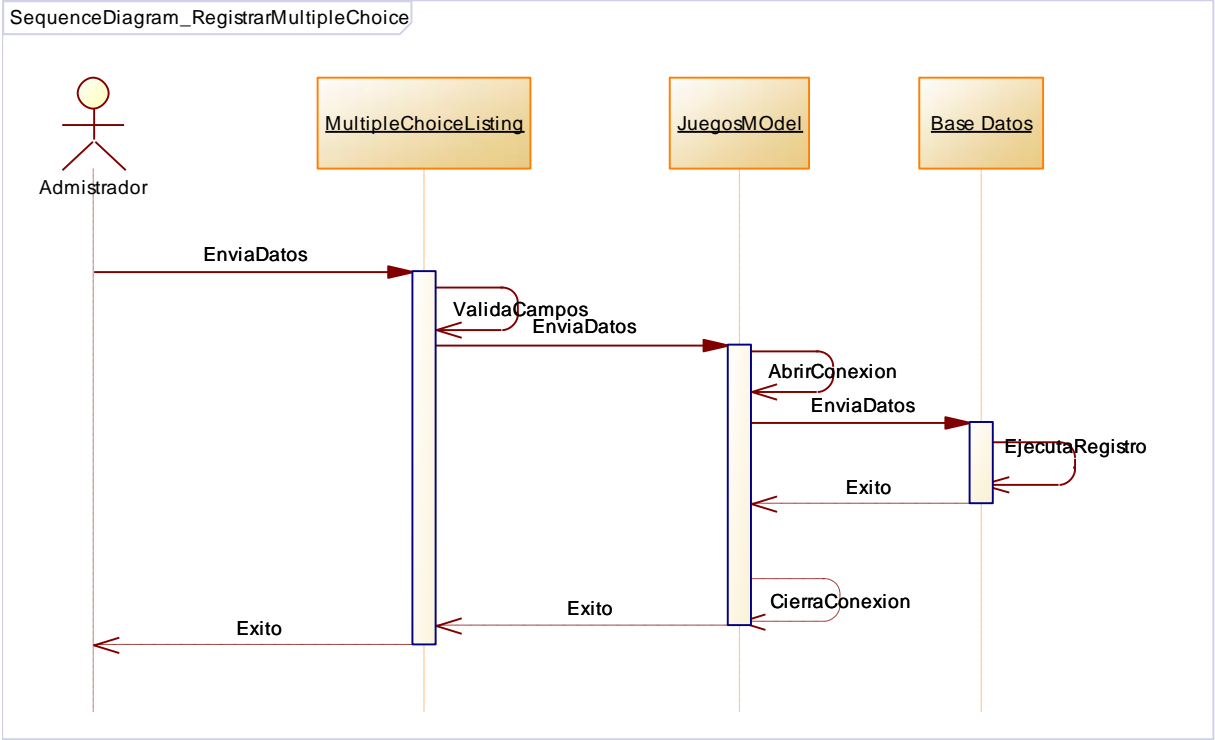 SequenceDiagram_RegistrarMultipleChoice
MultipleChoiceListing
JuegosMOdel
Base Datos
Admistrador
EnviaDatos
ValidaCampos
EnviaDatos
AbrirConexion
EnviaDatos
EjecutaRegistro
Exito
CierraConexion
Exito
Exito